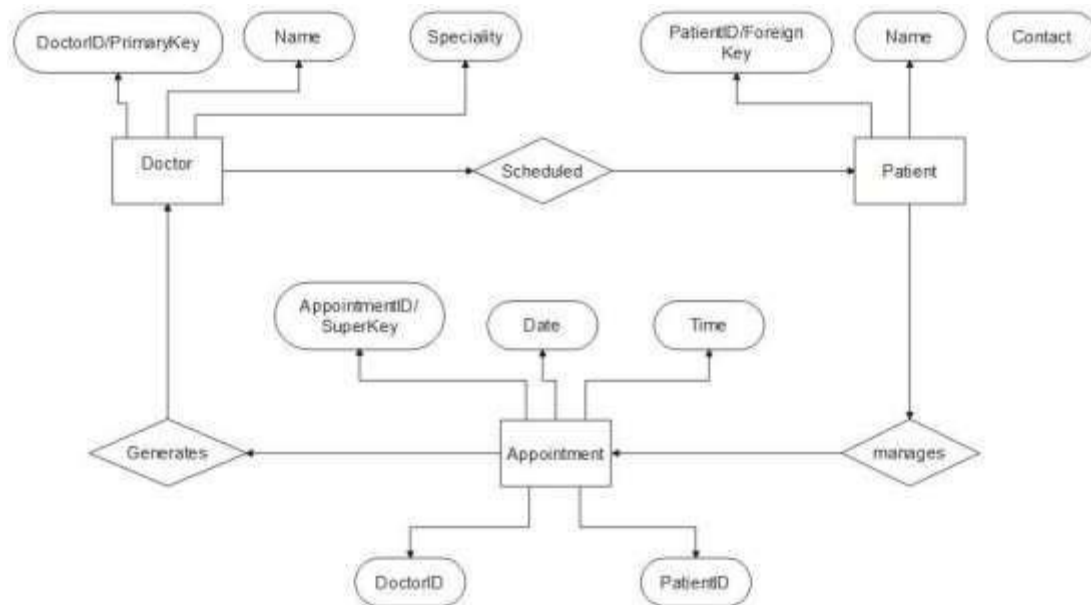 DoctorID/PrimaryKey
Name
Speciality
PatientID/Foreign
Key
Name
Contact
Doctor
Scheduled
Patient
AppointmentID/
SuperKey
Date
Time
Generates
Appointment
manages
DoctorID
PatientID